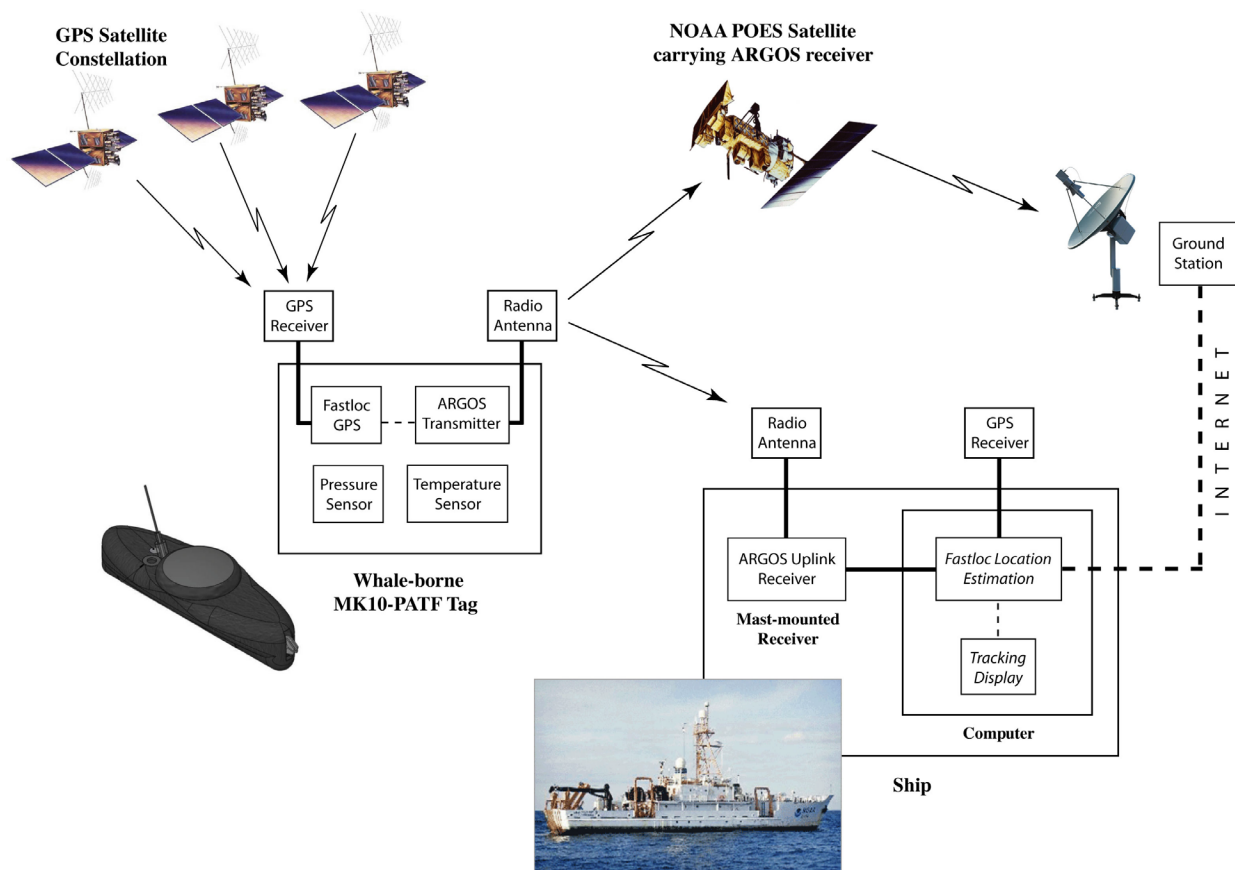 GPS Satellite
Constellation
NOAA POES Satellite
carrying ARGOS receiver
Ground
Station
GPS
Receiver
Radio
Antenna
INTERNET
Fastloc
GPS
ARGOS
Transmitter
Pressure
Sensor
Temperature
Sensor
Whale-borne
MK10-PATF Tag
Radio
Antenna
GPS
Receiver
ARGOS Uplink
Receiver
Fastloc Location
Estimation
Mast-mounted
Receiver
Tracking
Display
Computer
Ship
NOAA